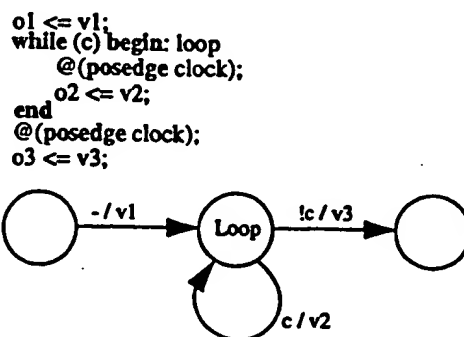 o1 <= v1;
while (c) begin: loop
@(posedge clock);
o2 <= v2;
end
@(posedge clock);
o3 <= v3;
- / v1
Loop
!c / v3
c / v2